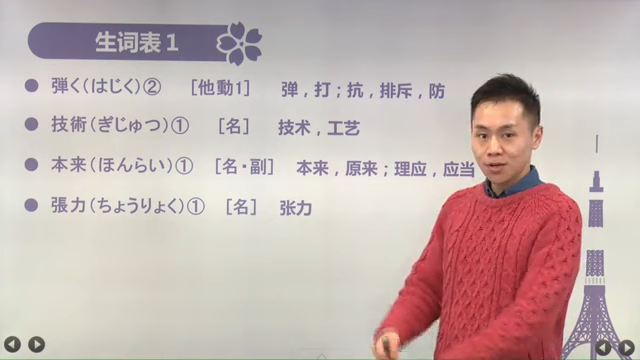 生词表1
弾く（はじく）② ［他動1］ 弹，打；抗，排斥，防
技術（ぎじゅつ）① ［名］ 技术，工艺
本来（ほんらい）① ［名・副］ 本来，原来；理应，应当
張力（ちょうりょく）① ［名］ 张力